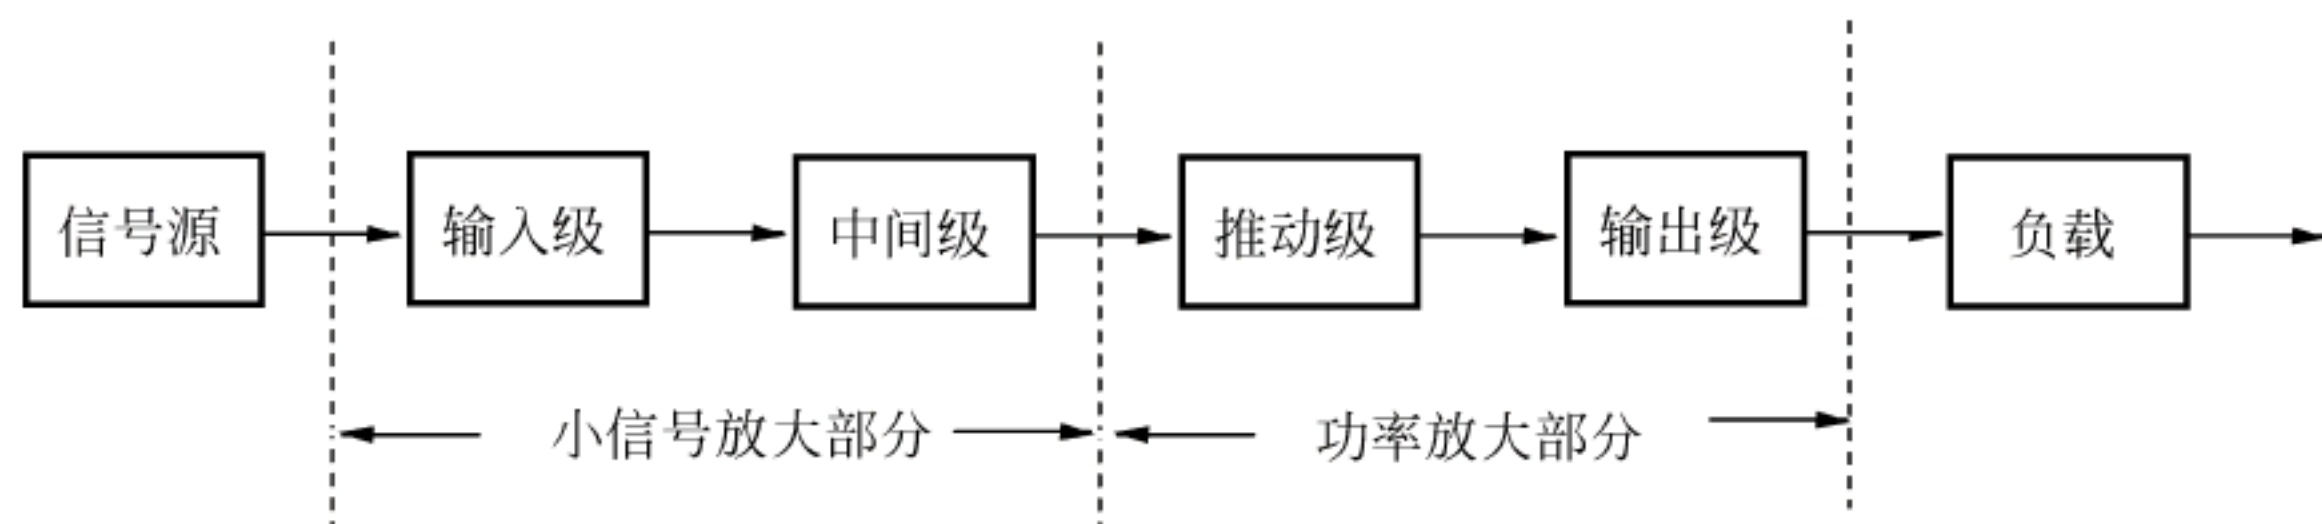 信号源
输入级
中间级
推动级
输出级
负载
小信号放大部分
功率放大部分